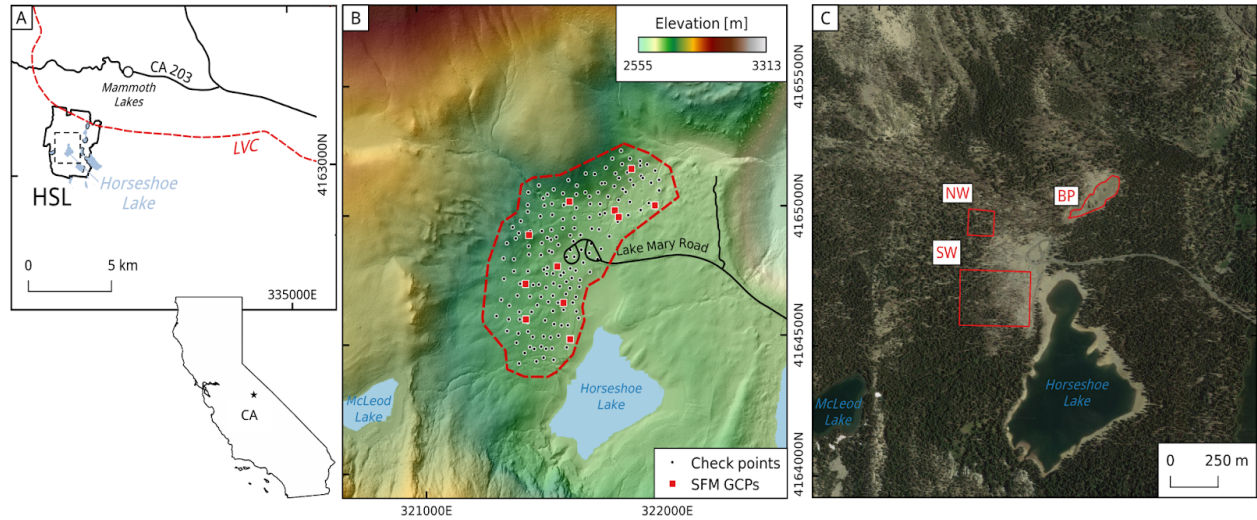 A
CA 203
Mammoth
Lakes
LVC
HSL
Horseshoe
Lake
0
5 km
4163000N
335000E
CA
B
Elevation [m]
2555
3313
Lake Mary Road
McLeod
Lake
Horseshoe
Lake
Check points
SFM GCPs
321000E
322000E
4165500N
4165000N
4164500N
4164000N
C
NW
BP
SW
McLeod
Lake
Horseshoe
Lake
0
250 m